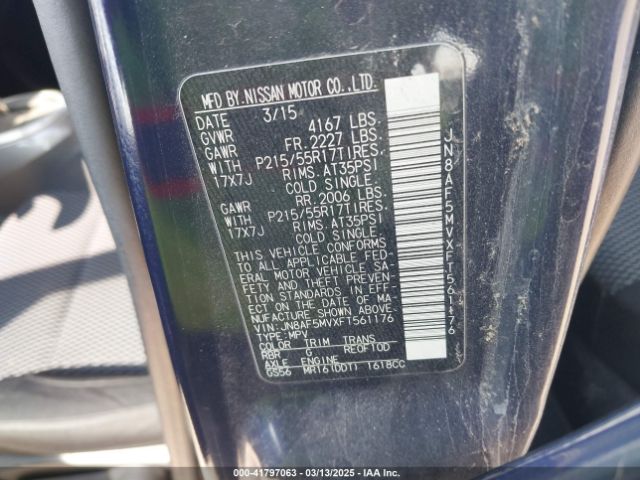 MFD BY.NISSAN MOTOR CO.,LTD.
DATE 3/15
GVWR 4167 LBS.
GAWR FR. 2227 LBS.
WITH P215/55R17TIRES.
17X7J RIMS. AT35PSI
COLD SINGLE
GAWR RR. 2006 LBS.
WITH P215/55R17TIRES.
17X7J RIMS. AT35PSI
COLD SINGLE
THIS VEHICLE CONFORMS
TO ALL APPLICABLE FED-
ERAL MOTOR VEHICLE SA-
FETY AND THEFT PREVEN-
TION STANDARDS IN EFF-
ECT ON THE DATE OF MA-
NUFACTURE SHOWN ABOVE.
VIN: JN8AF5MVXFT561176
TYPE: MPV
COLOR TRIM TRANS
RBR G RE0F10D
AXLE ENGINE
GS56 MR16(DDT) 1618CC
JN8AF5MVXFT561176
000-41797063 — 03/13/2025 — IAA Inc.